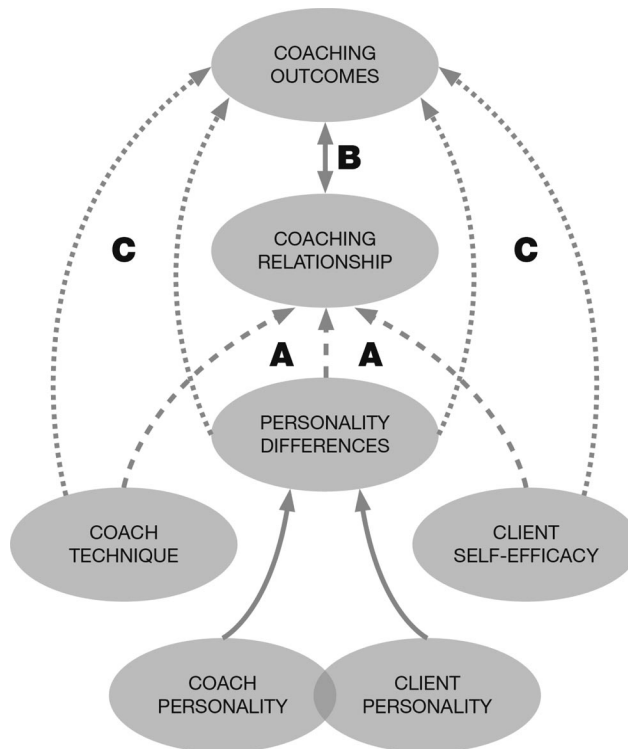 COACHING
OUTCOMES
B
C
COACHING
RELATIONSHIP
C
A
A
PERSONALITY
DIFFERENCES
COACH
TECHNIQUE
CLIENT
SELF-EFFICACY
COACH
PERSONALITY
CLIENT
PERSONALITY